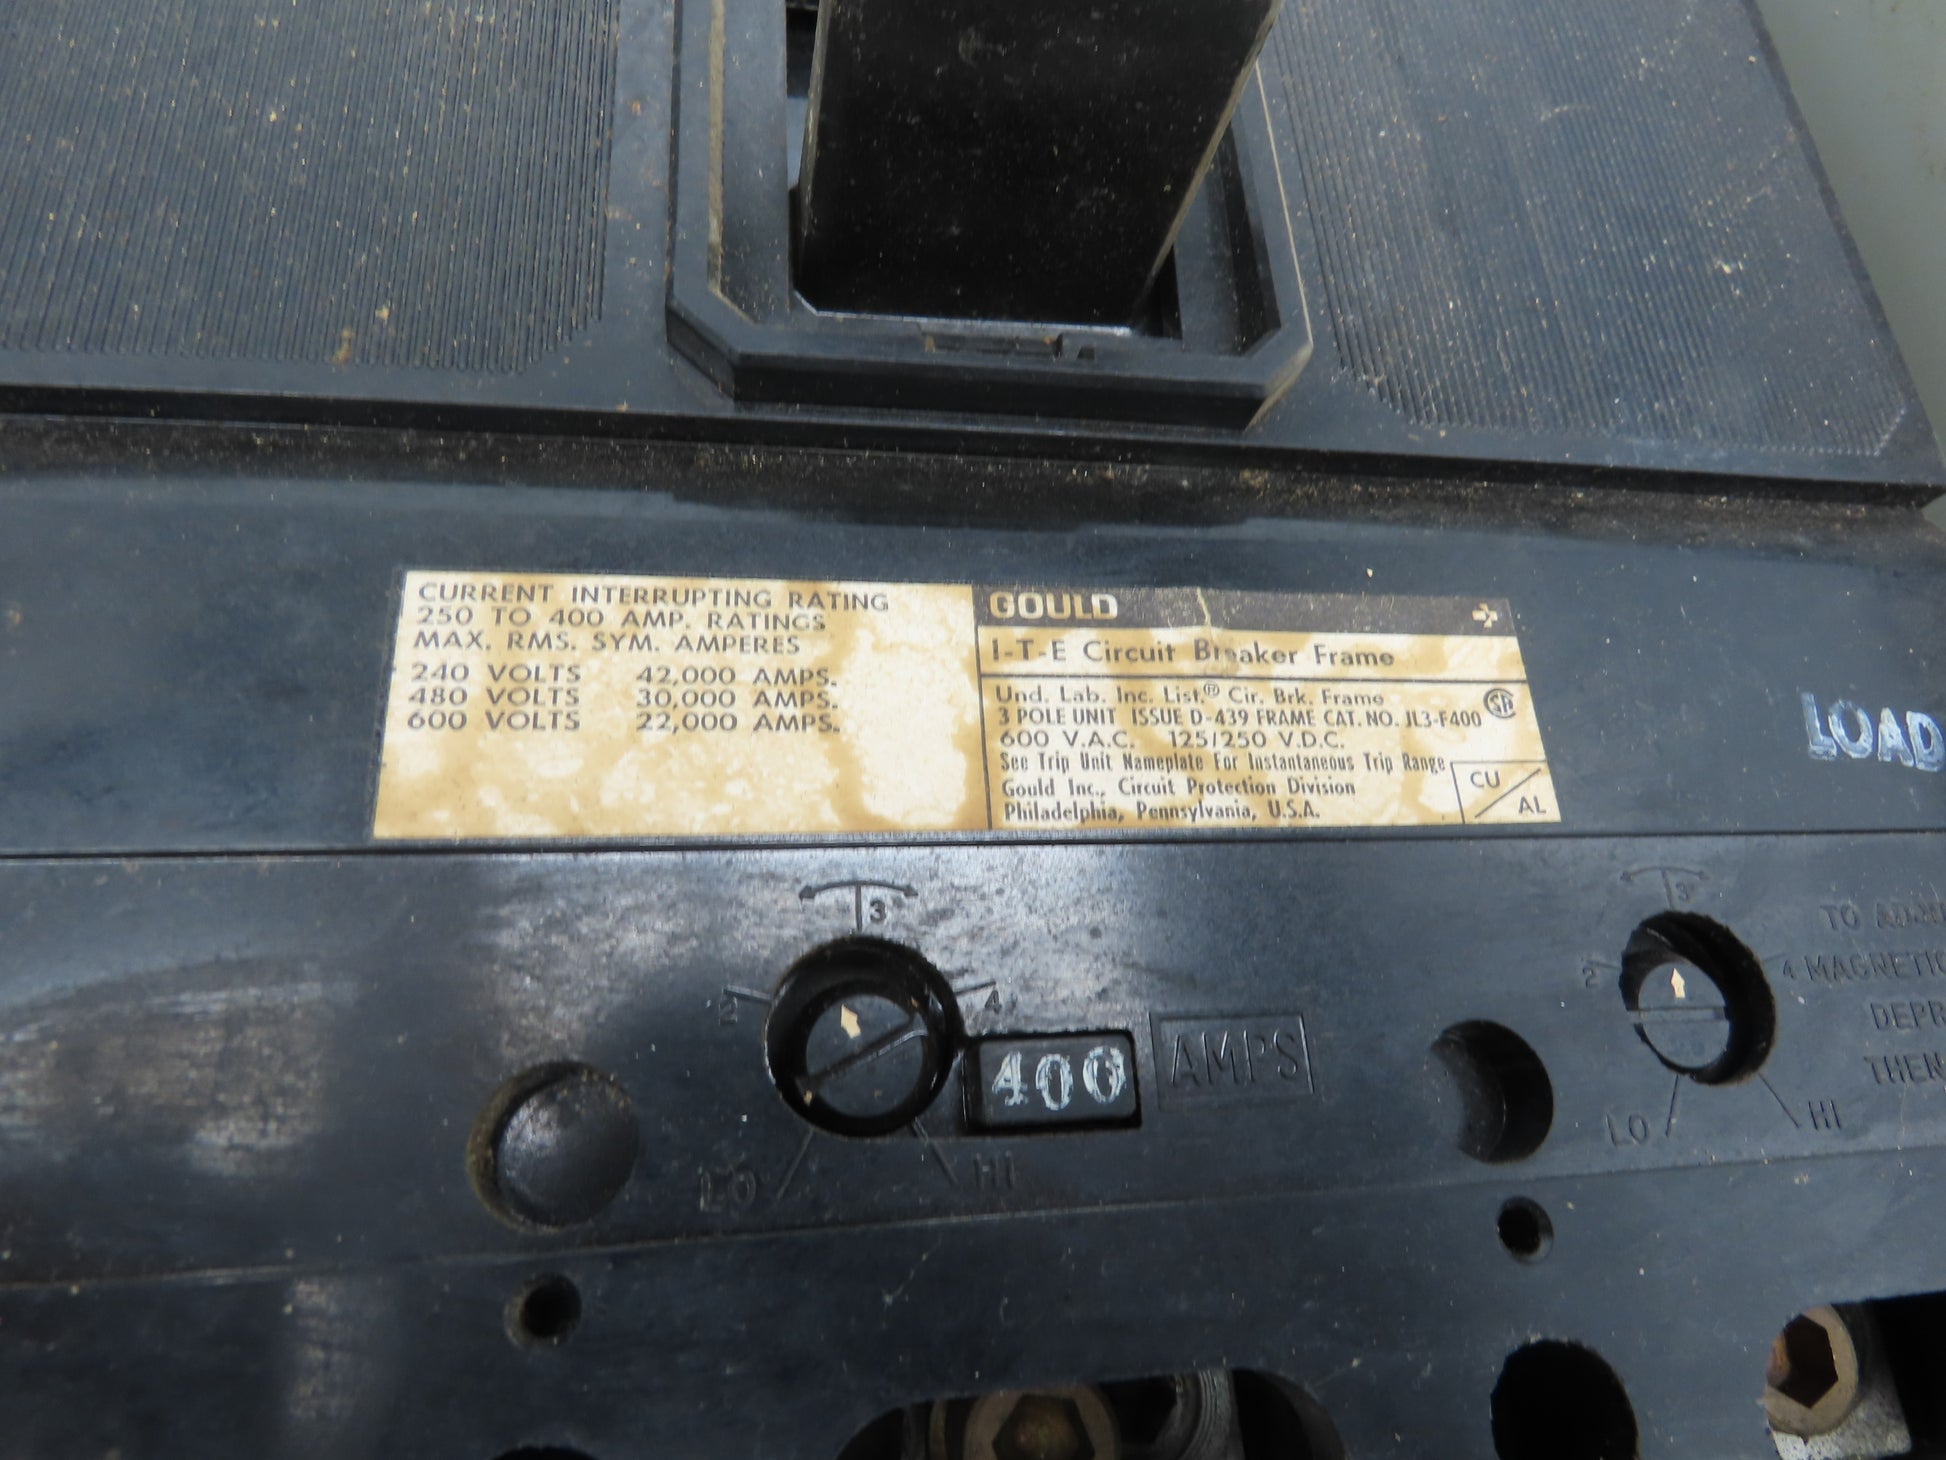 CURRENT INTERRUPTING RATING
250 TO 400 AMP. RATINGS
MAX. RMS. SYM. AMPERES
240 VOLTS 42,000 AMPS.
480 VOLTS 30,000 AMPS.
600 VOLTS 22,000 AMPS.
GOULD
I-T-E Circuit Breaker Frame
Und. Lab. Inc. List.® Cir. Brk. Frame
3 POLE UNIT ISSUE D-439 FRAME CAT. NO. JL3-F400
600 V.A.C. 125/250 V.D.C.
See Trip Unit Nameplate For Instantaneous Trip Range
Gould Inc., Circuit Protection Division
Philadelphia, Pennsylvania, U.S.A.
CU
AL
LOAD
3
2 4
LO HI
400 AMPS
3
2 4
LO HI
TO
MAGNETIC
THEN